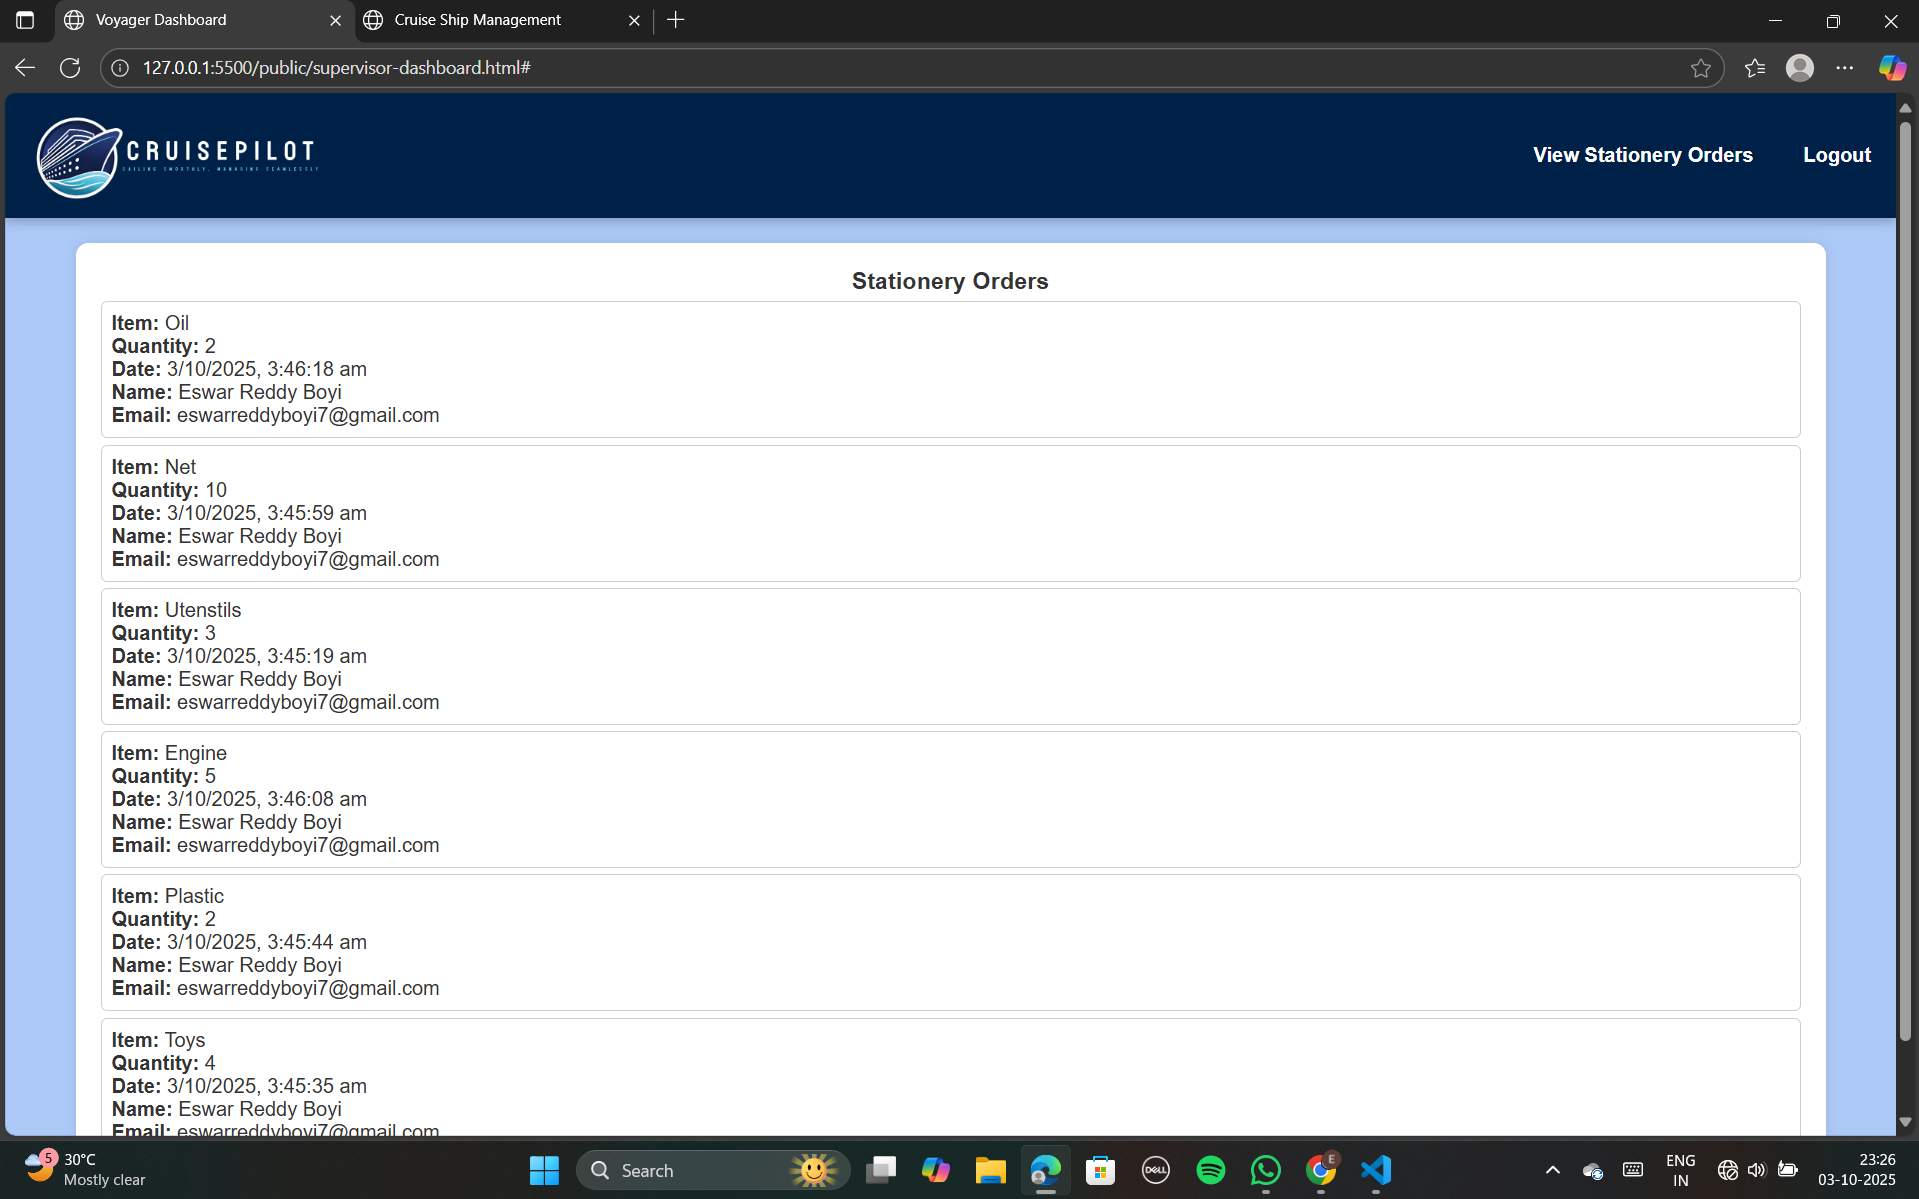 Voyager Dashboard
Cruise Ship Management
127.0.0.1:5500/public/supervisor-dashboard.html#
CRUISEPILOT
SAILING SMOOTHLY, MANAGING SEAMLESSLY
View Stationery Orders
Logout
Stationery Orders
Item: Oil
Quantity: 2
Date: 3/10/2025, 3:46:18 am
Name: Eswar Reddy Boyi
Email: eswarreddyboyi7@gmail.com
Item: Net
Quantity: 10
Date: 3/10/2025, 3:45:59 am
Name: Eswar Reddy Boyi
Email: eswarreddyboyi7@gmail.com
Item: Utenstils
Quantity: 3
Date: 3/10/2025, 3:45:19 am
Name: Eswar Reddy Boyi
Email: eswarreddyboyi7@gmail.com
Item: Engine
Quantity: 5
Date: 3/10/2025, 3:46:08 am
Name: Eswar Reddy Boyi
Email: eswarreddyboyi7@gmail.com
Item: Plastic
Quantity: 2
Date: 3/10/2025, 3:45:44 am
Name: Eswar Reddy Boyi
Email: eswarreddyboyi7@gmail.com
Item: Toys
Quantity: 4
Date: 3/10/2025, 3:45:35 am
Name: Eswar Reddy Boyi
Email: eswarreddyboyi7@gmail.com
5
30°C
Mostly clear
Search
DELL
E
ENG
IN
23:26
03-10-2025